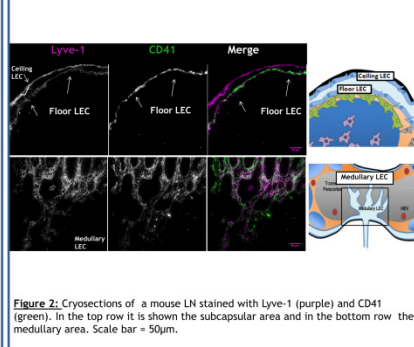 Lyve-1 CD41 Merge
Ceiling LEC
Floor LEC Floor LEC Floor LEC
Ceiling LEC
Floor LEC
Medullary LEC
Medullary LEC
Medullary LEC
Figure 2: Cryosections of a mouse LN stained with Lyve-1 (purple) and CD41
(green). In the top row it is shown the subcapsular area and in the bottom row the
medullary area. Scale bar = 50µm.